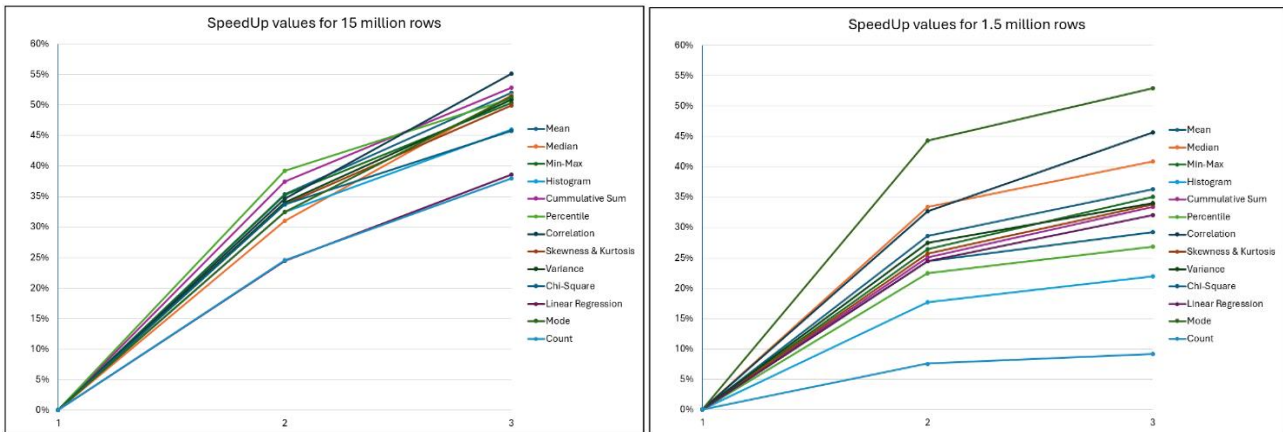 SpeedUp values for 15 million rows
60%
55%
50%
45%
40%
35%
30%
25%
20%
15%
10%
5%
0%
1 2 3
Mean
Median
Min-Max
Histogram
Cummulative Sum
Percentile
Correlation
Skewness & Kurtosis
Variance
Chi-Square
Linear Regression
Mode
Count
SpeedUp values for 1.5 million rows
60%
55%
50%
45%
40%
35%
30%
25%
20%
15%
10%
5%
0%
1 2 3
Mean
Median
Min-Max
Histogram
Cummulative Sum
Percentile
Correlation
Skewness & Kurtosis
Variance
Chi-Square
Linear Regression
Mode
Count